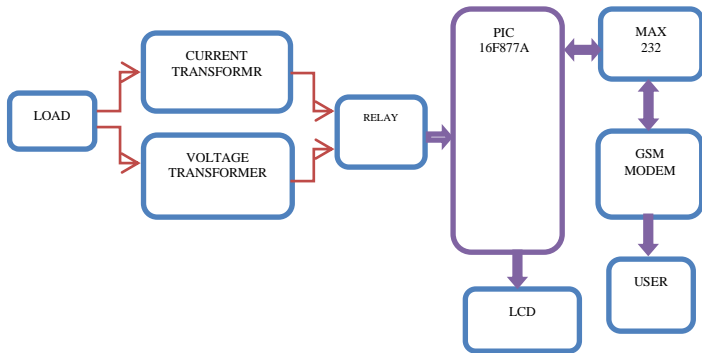 LOAD
CURRENT
TRANSFORMR
VOLTAGE
TRANSFORMER
RELAY
PIC
16F877A
LCD
MAX
232
GSM
MODEM
USER